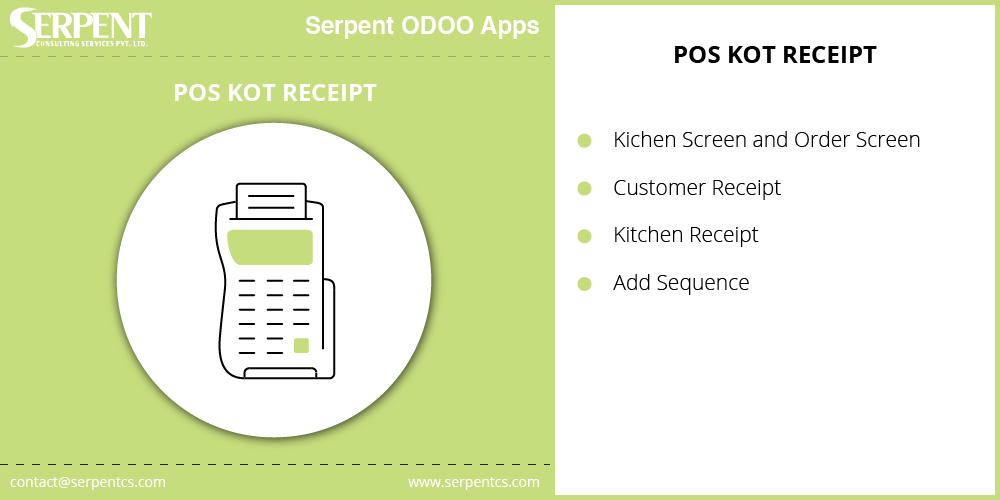 SERPENT
CONSULTING SERVICES PVT. LTD.
Serpent ODOO Apps
POS KOT RECEIPT
contact@serpentcs.com
www.serpentcs.com
POS KOT RECEIPT
Kichen Screen and Order Screen
Customer Receipt
Kitchen Receipt
Add Sequence